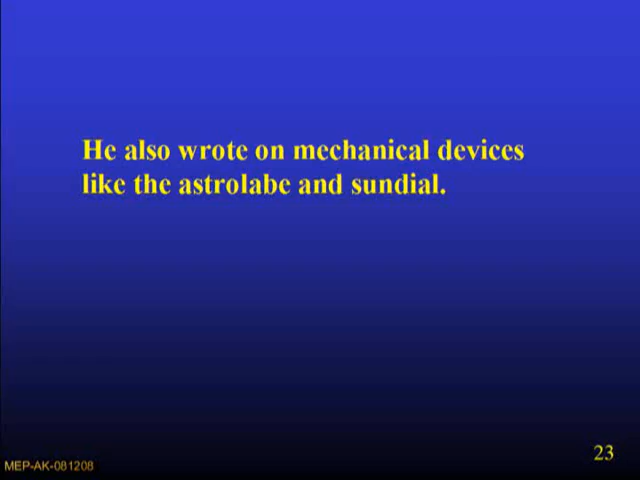 He also wrote on mechanical devices
like the astrolabe and sundial.
23
MEP-AK-081208